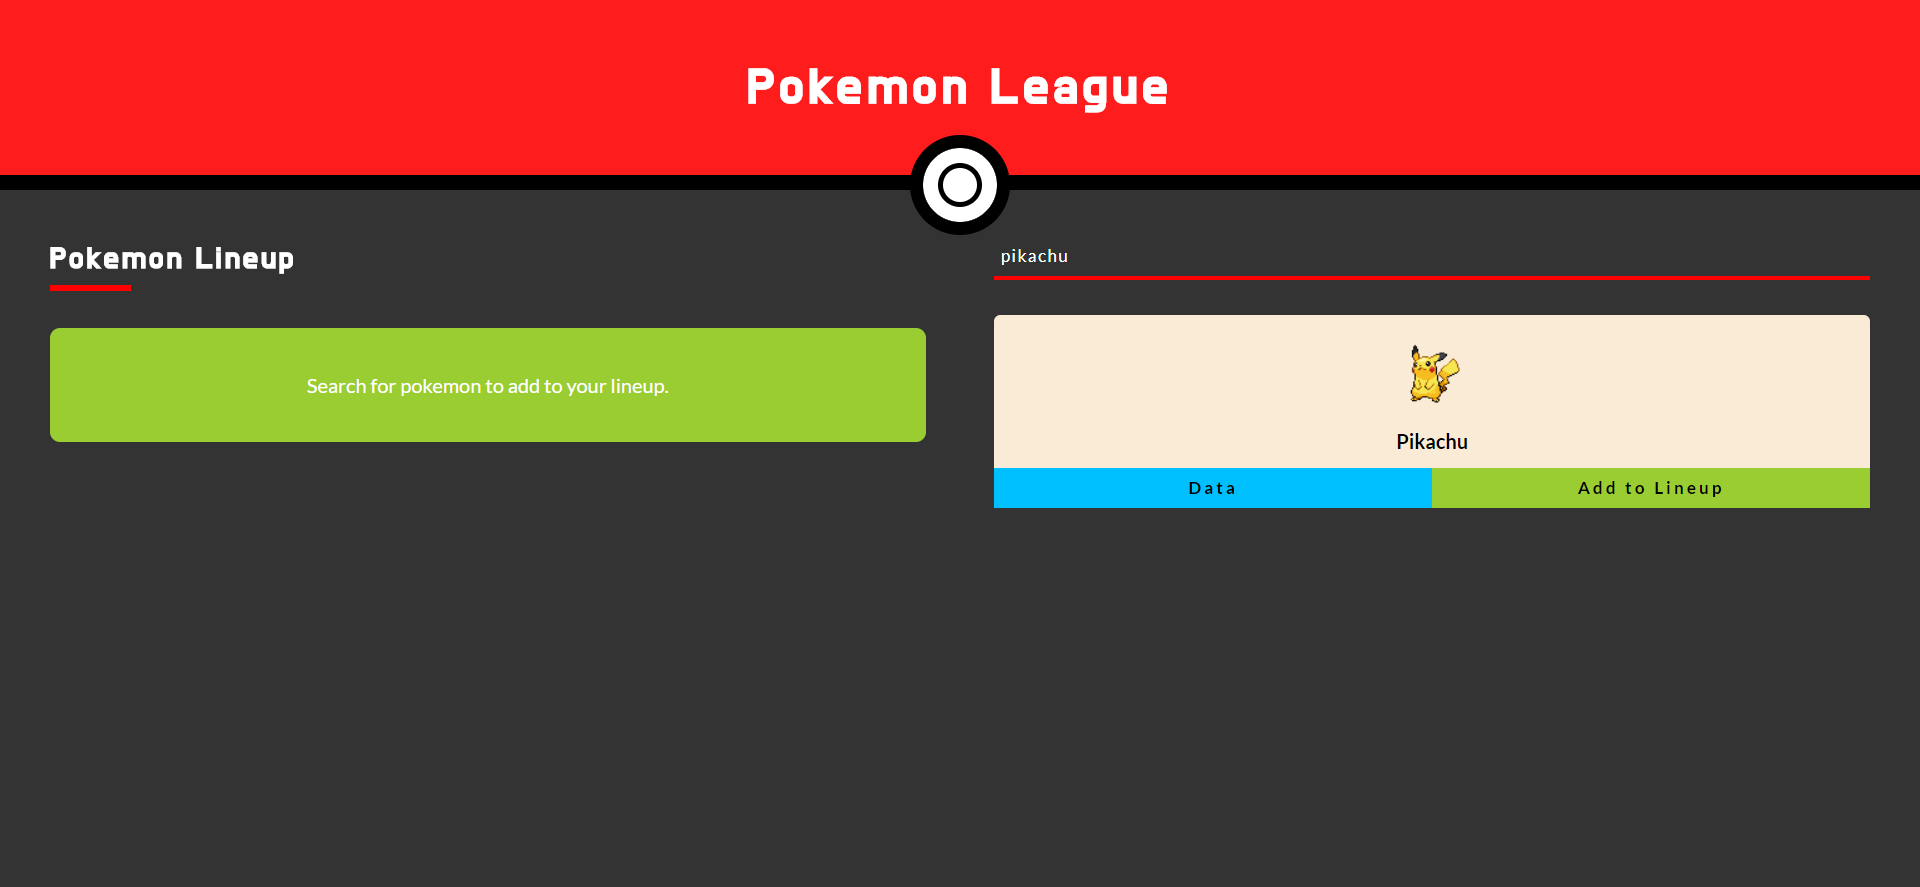 Pokemon League
Pokemon Lineup
Search for pokemon to add to your lineup.
pikachu
Pikachu
Data
Add to Lineup